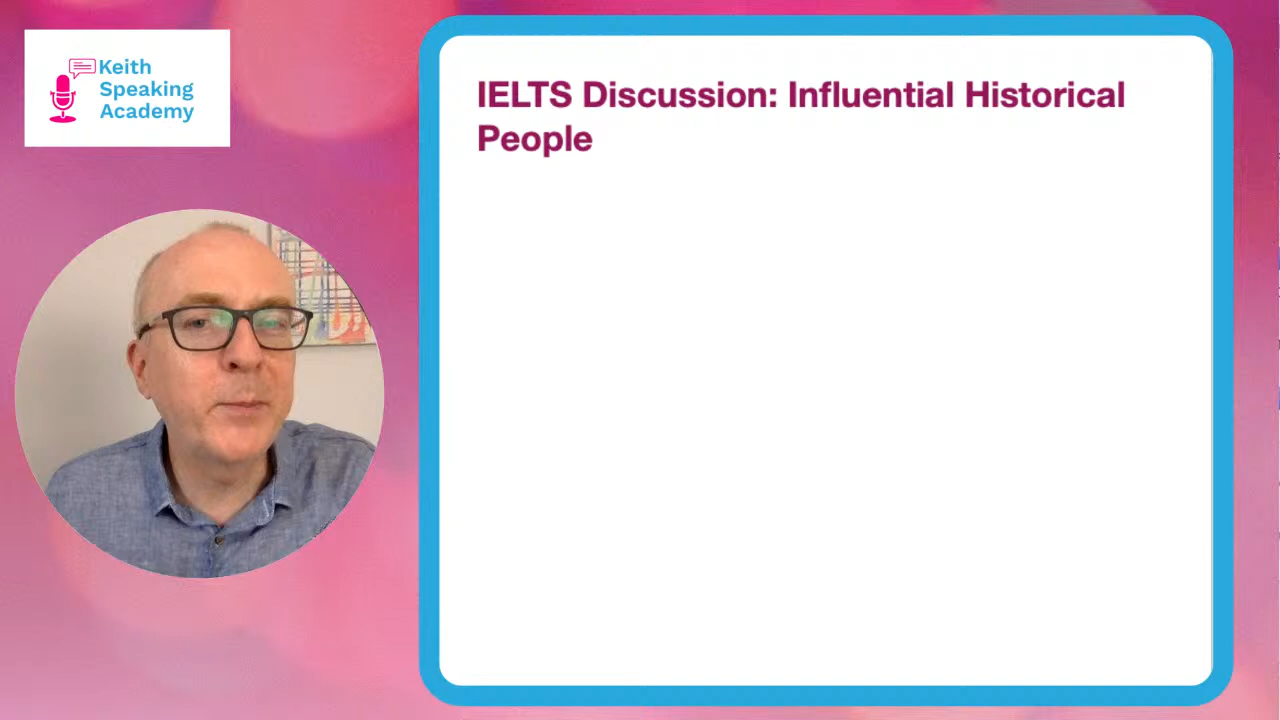 Keith
Speaking
Academy
IELTS Discussion: Influential Historical
People